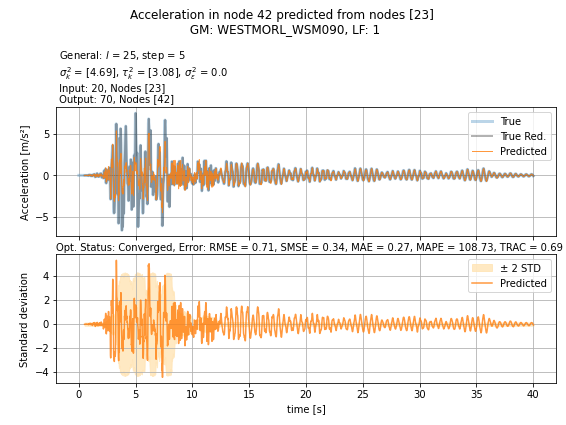 Acceleration in node 42 predicted from nodes [23]
GM: WESTMORL_WSM090, LF: 1
General: l = 25, step = 5
σ²ₖ = [4.69], τ²ₖ = [3.08], σ²ε = 0.0
Input: 20, Nodes [23]
Output: 70, Nodes [42]
Acceleration [m/s²]
5
0
−5
True
True Red.
Predicted
Opt. Status: Converged, Error: RMSE = 0.71, SMSE = 0.34, MAE = 0.27, MAPE = 108.73, TRAC = 0.69
Standard deviation
4
2
0
−2
−4
± 2 STD
Predicted
0 5 10 15 20 25 30 35 40
time [s]